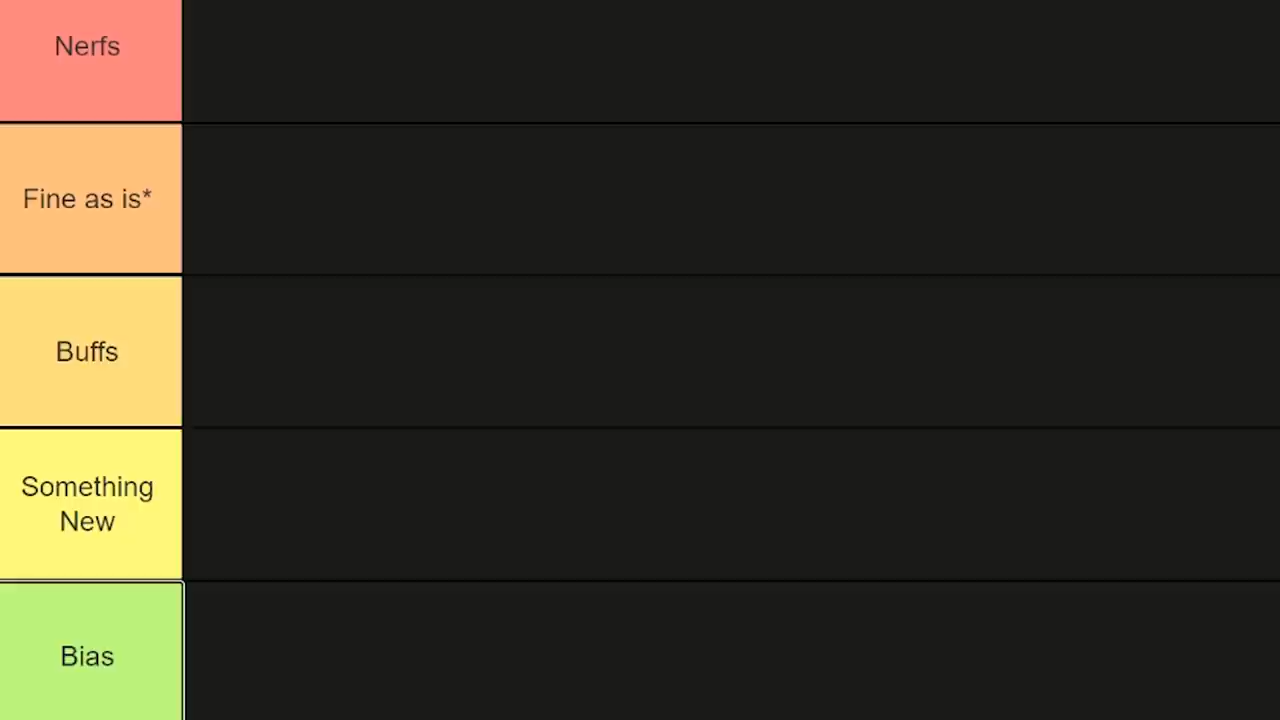 Nerfs
Fine as is*
Buffs
Something
New
Bias